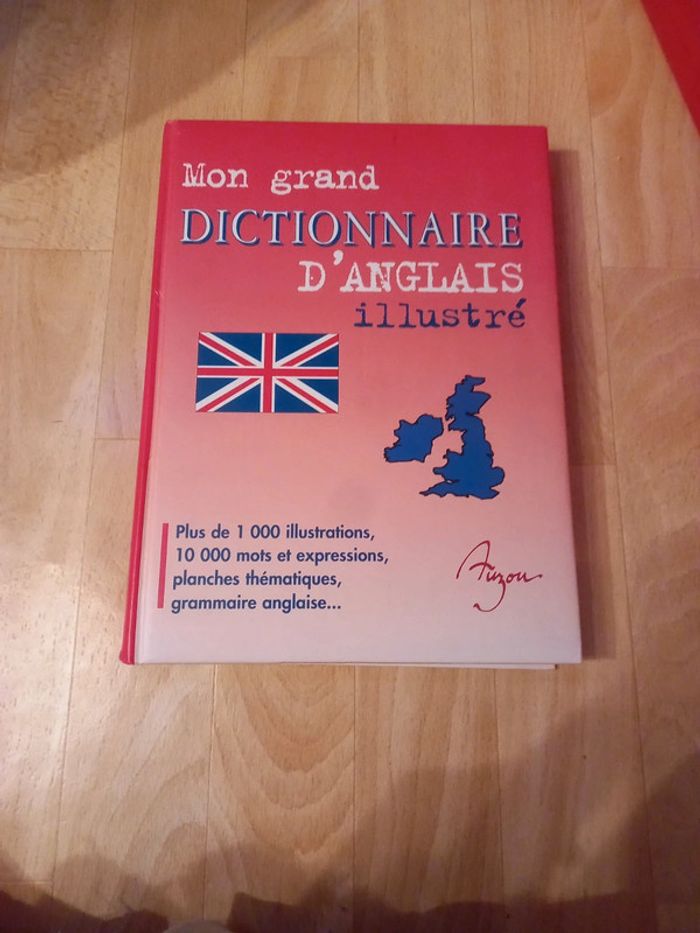 Mon grand
DICTIONNAIRE
D'ANGLAIS
illustré
Plus de 1 000 illustrations,
10 000 mots et expressions,
planches thématiques,
grammaire anglaise...
Auzou